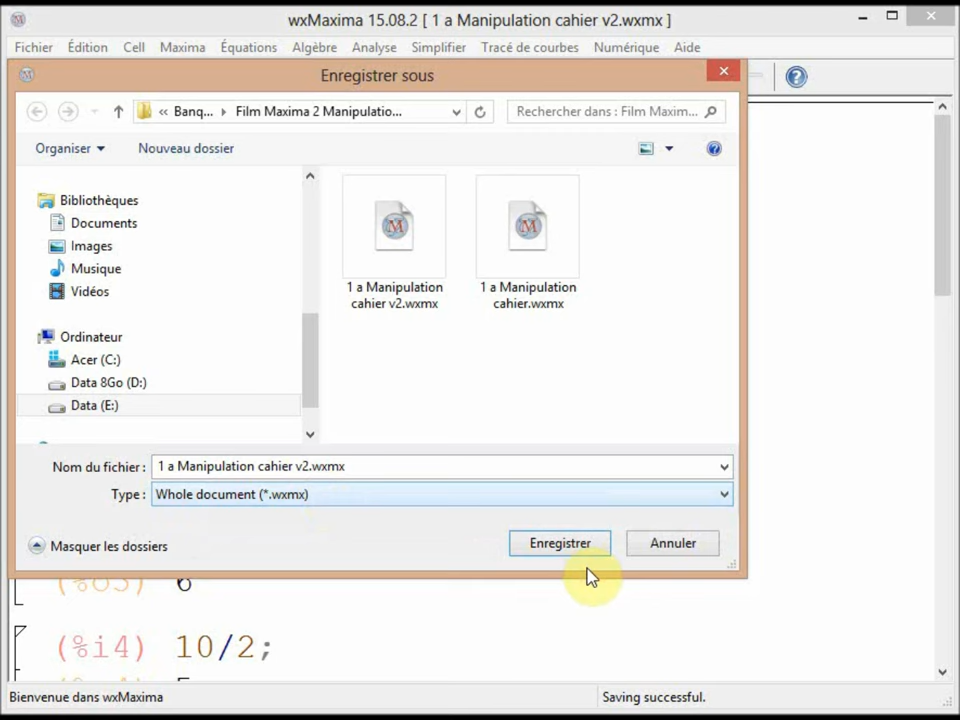 wxMaxima 15.08.2 [ 1 a Manipulation cahier v2.wxmx ]
Fichier Édition Cell Maxima Équations Algèbre Analyse Simplifier Tracé de courbes Numérique Aide
Enregistrer sous
« Banq... Film Maxima 2 Manipulatio... Rechercher dans : Film Maxim...
Organiser Nouveau dossier
Bibliothèques
Documents
Images
Musique
Vidéos
Ordinateur
Acer (C:)
Data 8Go (D:)
Data (E:)
1 a Manipulation
cahier v2.wxmx
1 a Manipulation
cahier.wxmx
Nom du fichier : 1 a Manipulation cahier v2.wxmx
Type : Whole document (*.wxmx)
Masquer les dossiers Enregistrer Annuler
(%o3) 6
(%i4) 10/2;
Bienvenue dans wxMaxima Saving successful.